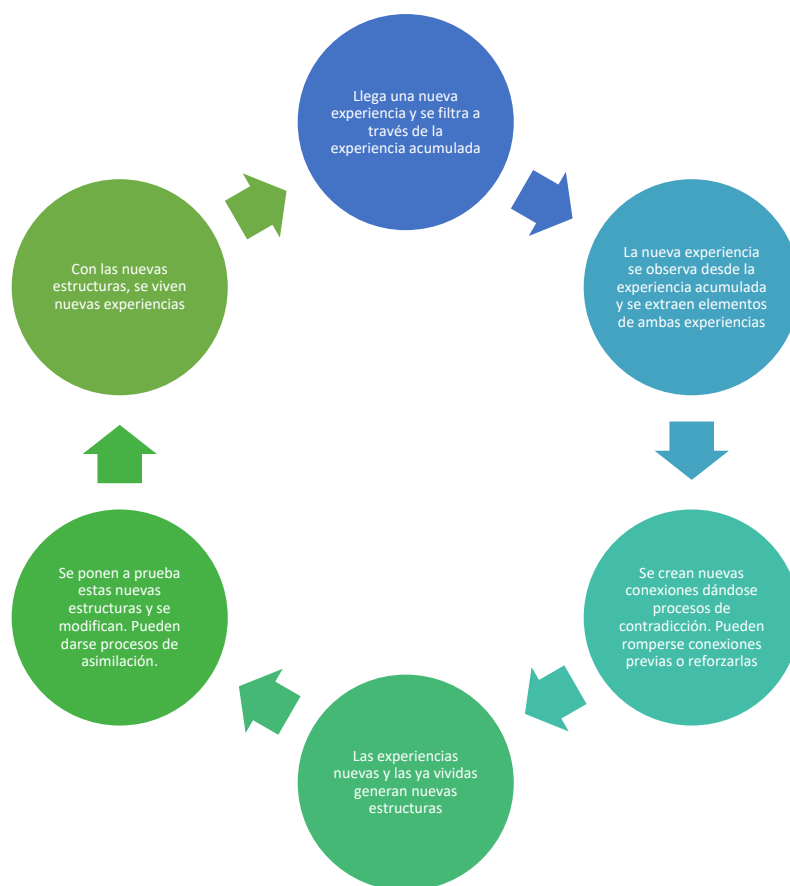 Llega una nueva
experiencia y se filtra a
través de la
experiencia acumulada
La nueva experiencia
se observa desde la
experiencia acumulada
y se extraen elementos
de ambas experiencias
Se crean nuevas
conexiones dándose
procesos de
contradicción. Pueden
romperse conexiones
previas o reforzarlas
Las experiencias
nuevas y las ya vividas
generan nuevas
estructuras
Se ponen a prueba
estas nuevas
estructuras y se
modifican. Pueden
darse procesos de
asimilación.
Con las nuevas
estructuras, se viven
nuevas experiencias